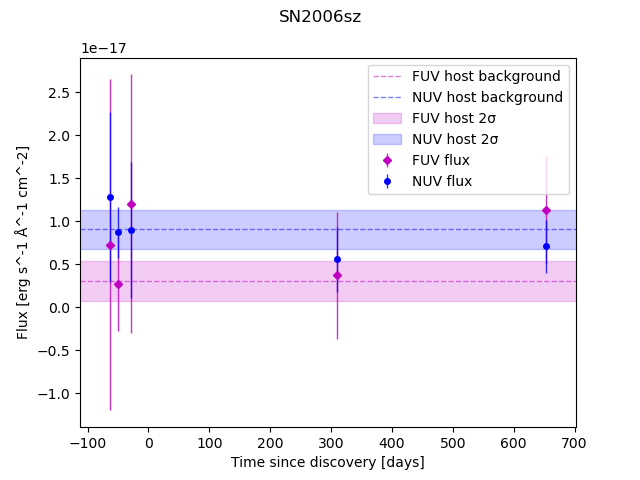 SN2006sz
1e−17
FUV host background
NUV host background
FUV host 2σ
NUV host 2σ
FUV flux
NUV flux
Flux [erg s^-1 Å^-1 cm^-2]
2.5
2.0
1.5
1.0
0.5
0.0
−0.5
−1.0
−100 0 100 200 300 400 500 600 700
Time since discovery [days]